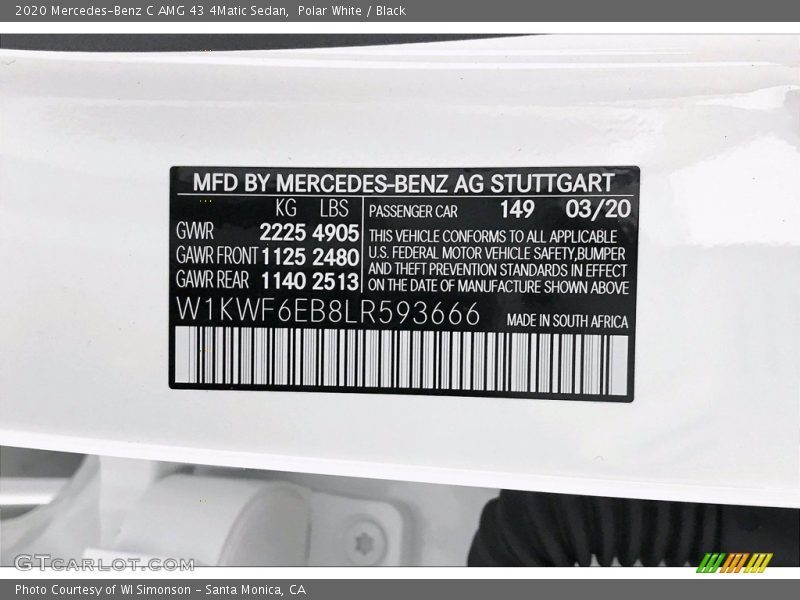 2020 Mercedes-Benz C AMG 43 4Matic Sedan, Polar White / Black
MFD BY MERCEDES-BENZ AG STUTTGART
KG LBS
GWR 2225 4905
GAWR FRONT 1125 2480
GAWR REAR 1140 2513
PASSENGER CAR 149 03/20
THIS VEHICLE CONFORMS TO ALL APPLICABLE
U.S. FEDERAL MOTOR VEHICLE SAFETY,BUMPER
AND THEFT PREVENTION STANDARDS IN EFFECT
ON THE DATE OF MANUFACTURE SHOWN ABOVE
W1KWF6EB8LR593666
MADE IN SOUTH AFRICA
GTCARLOT.COM
Photo Courtesy of WI Simonson - Santa Monica, CA